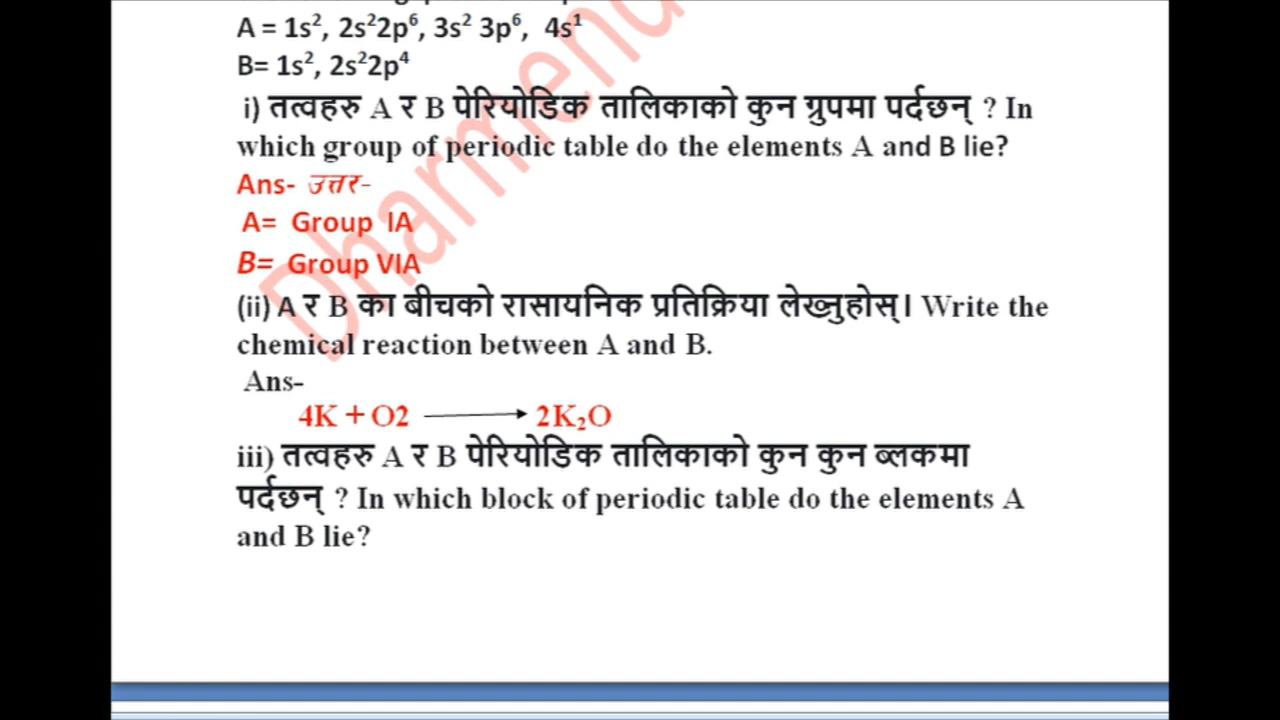 A = 1s², 2s²2p⁶, 3s² 3p⁶, 4s¹
B= 1s², 2s²2p⁴
i) तत्वहरु A र B पेरियोडिक तालिकाको कुन ग्रुपमा पर्दछन् ? In
which group of periodic table do the elements A and B lie?
Ans- उत्तर-
A= Group IA
B= Group VIA
(ii) A र B का बीचको रासायनिक प्रतिक्रिया लेख्नुहोस्। Write the
chemical reaction between A and B.
Ans-
4K + O2 ⟶ 2K₂O
iii) तत्वहरु A र B पेरियोडिक तालिकाको कुन कुन ब्लकमा
पर्दछन् ? In which block of periodic table do the elements A
and B lie?